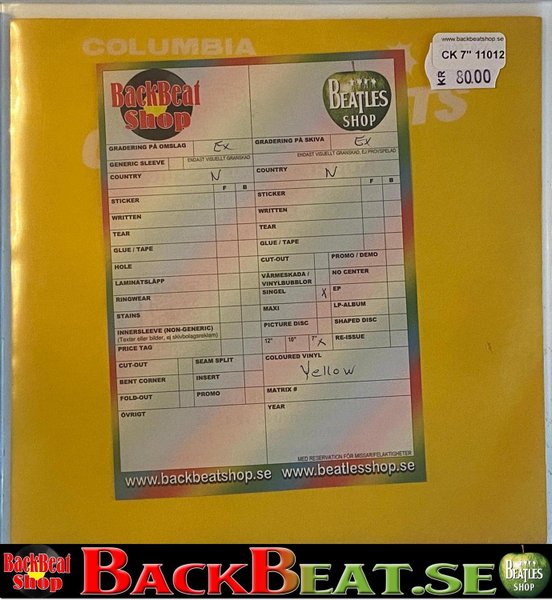 COLUMBIA
www.backbeatshop.se
CK 7" 11012
KR 80.00
TS
BackBeat
Shop
BEATLES
SHOP
GRADERING PÅ OMSLAG Ex
GRADERING PÅ SKIVA Ex
ENDAST VISUELLT GRANSKAD
ENDAST VISUELLT GRANSKAD, EJ PROVSPELAD
GENERIC SLEEVE
COUNTRY N
COUNTRY N
F B
F B
STICKER
STICKER
WRITTEN
WRITTEN
TEAR
TEAR
GLUE / TAPE
GLUE / TAPE
HOLE
CUT-OUT
PROMO / DEMO
LAMINATSLÄPP
VÄRMESKADA /
VINYLBUBBLOR
NO CENTER
RINGWEAR
SINGEL X
EP
STAINS
MAXI
LP-ALBUM
INNERSLEEVE (NON-GENERIC)
(Textar eller bilder, ej skivbolagsreklam)
PICTURE DISC
SHAPED DISC
PRICE TAG
12" 10" 7" X
RE-ISSUE
CUT-OUT
SEAM SPLIT
COLOURED VINYL
Yellow
BENT CORNER
INSERT
FOLD-OUT
PROMO
MATRIX #
ÖVRIGT
YEAR
MED RESERVATION FÖR MISSARIFELAKTIGHETER
www.backbeatshop.se www.beatlesshop.se
BackBeat
Shop
BACKBEAT.SE
BEATLES
SHOP